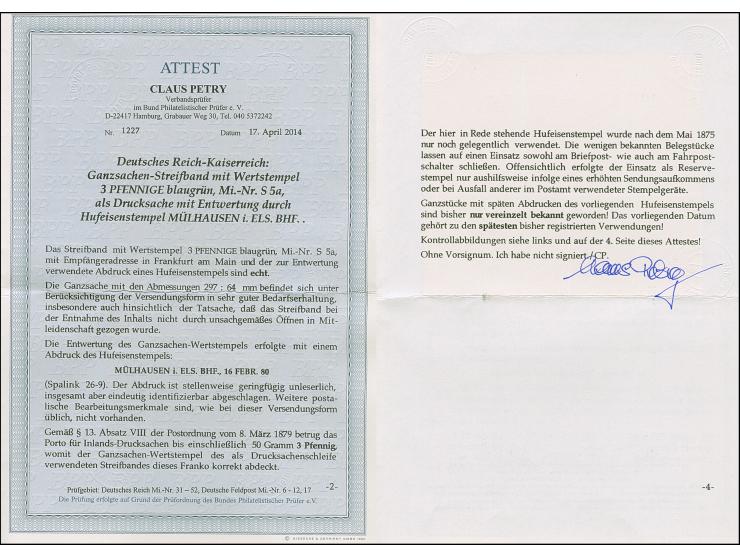 ATTEST
CLAUS PETRY
Verbandsprüfer
im Bund Philatelistischer Prüfer e. V.
D-22417 Hamburg, Grabauer Weg 30, Tel. 040 5372242
Nr. 1227 Datum 17. April 2014
Deutsches Reich-Kaiserreich:
Ganzsachen-Streifband mit Wertstempel
3 PFENNIGE blaugrün, Mi.-Nr. S 5a,
als Drucksache mit Entwertung durch
Hufeisenstempel MÜLHAUSEN i. ELS. BHF. .
Das Streifband mit Wertstempel 3 PFENNIGE blaugrün, Mi.-Nr. S 5a,
mit Empfängeradresse in Frankfurt am Main und der zur Entwertung
verwendete Abdruck eines Hufeisenstempels sind echt.
Die Ganzsache mit den Abmessungen 297 : 64 mm befindet sich unter
Berücksichtigung der Versendungsform in sehr guter Bedarfserhaltung,
insbesondere auch hinsichtlich der Tatsache, daß das Streifband bei
der Entnahme des Inhalts nicht durch unsachgemäßes Öffnen in Mit-
leidenschaft gezogen wurde.
Die Entwertung des Ganzsachen-Wertstempels erfolgte mit einem
Abdruck des Hufeisenstempels:
MÜLHAUSEN i. ELS. BHF., 16 FEBR. 80
(Spalink 26-9). Der Abdruck ist stellenweise geringfügig unleserlich,
insgesamt aber eindeutig identifizierbar abgeschlagen. Weitere posta-
lische Bearbeitungsmerkmale sind, wie bei dieser Versendungsform
üblich, nicht vorhanden.
Gemäß § 13. Absatz VIII der Postordnung vom 8. März 1879 betrug das
Porto für Inlands-Drucksachen bis einschließlich 50 Gramm 3 Pfennig,
womit der Ganzsachen-Wertstempel des als Drucksachenschleife
verwendeten Streifbandes dieses Franko korrekt abdeckt.
-2-
Prüfgebiet: Deutsches Reich Mi.-Nr. 31 – 52, Deutsche Feldpost Mi.-Nr. 6 - 12, 17
Die Prüfung erfolgte auf Grund der Prüfordnung des Bundes Philatelistischer Prüfer e.V.
Der hier in Rede stehende Hufeisenstempel wurde nach dem Mai 1875
nur noch gelegentlich verwendet. Die wenigen bekannten Belegstücke
lassen auf einen Einsatz sowohl am Briefpost- wie auch am Fahrpost-
schalter schließen. Offensichtlich erfolgte der Einsatz als Reserve-
stempel nur aushilfsweise infolge eines erhöhten Sendungsaufkommens
oder bei Ausfall anderer im Postamt verwendeter Stempelgeräte.
Ganzstücke mit späten Abdrucken des vorliegenden Hufeisenstempels
sind bisher nur vereinzelt bekannt geworden! Das vorliegenden Datum
gehört zu den spätesten bisher registrierten Verwendungen!
Kontrollabbildungen siehe links und auf der 4. Seite dieses Attestes!
Ohne Vorsignum. Ich habe nicht signiert / CP.
Claus Petry
-4-